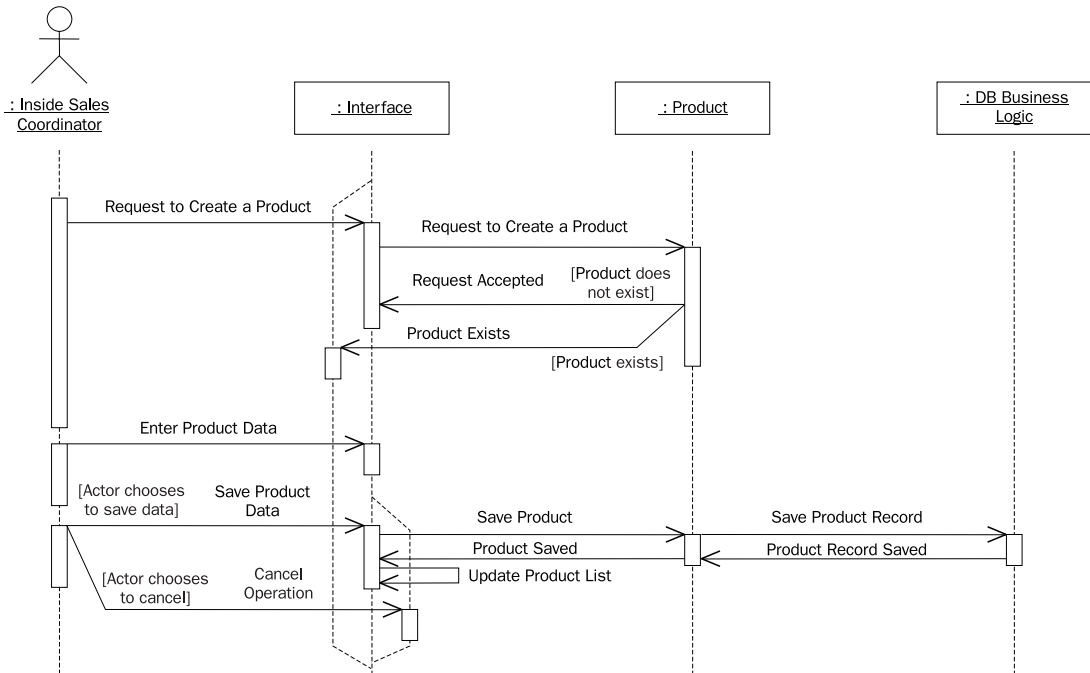 : Inside Sales
Coordinator
: Interface
: Product
: DB Business
Logic
Request to Create a Product
Request to Create a Product
Request Accepted
[Product does
not exist]
Product Exists
[Product exists]
Enter Product Data
[Actor chooses
to save data]
Save Product
Data
Save Product
Save Product Record
Product Saved
Product Record Saved
Update Product List
[Actor chooses
to cancel]
Cancel
Operation